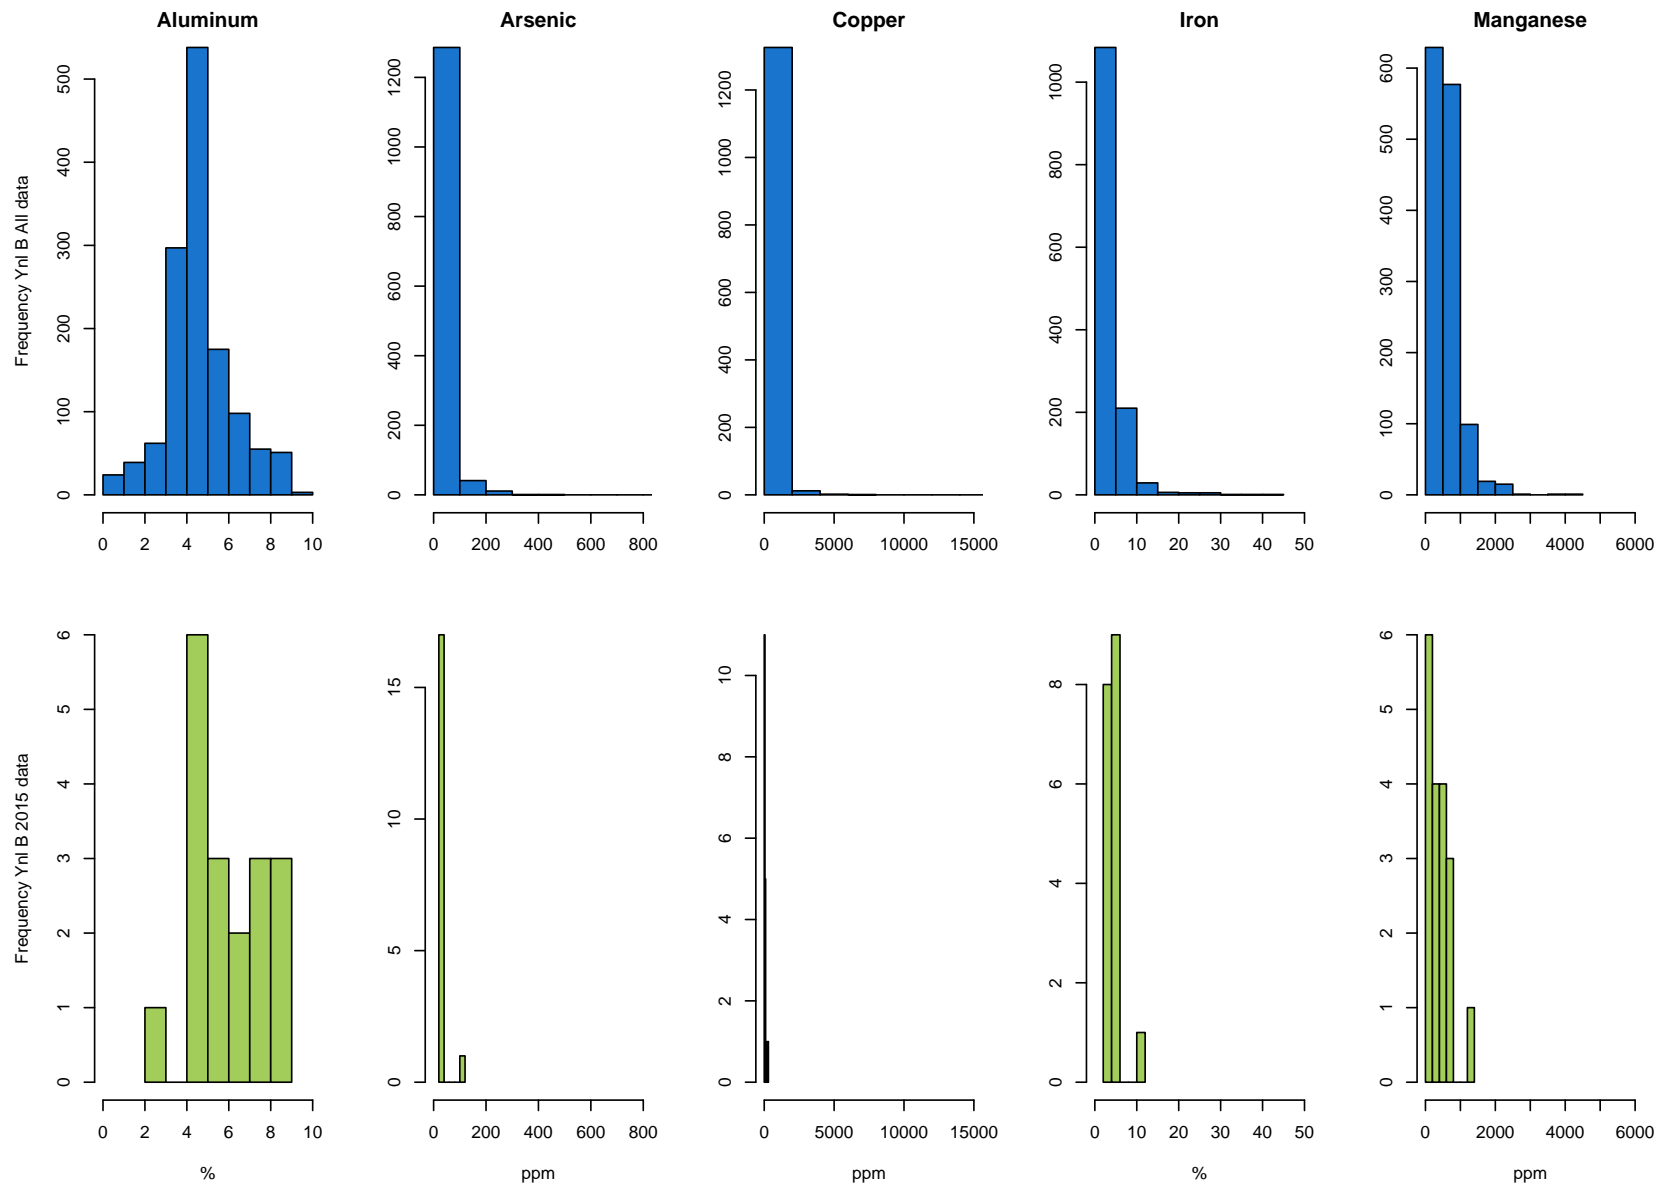 Aluminum Arsenic Copper Iron Manganese
Frequency Ynl B All data
0 100 200 300 400 500
0 2 4 6 8 10
0 200 400 600 800 1000 1200
0 200 400 600 800
0 200 400 600 800 1000 1200
0 5000 10000 15000
0 200 400 600 800 1000
0 10 20 30 40 50
0 100 200 300 400 500 600
0 2000 4000 6000
Frequency Ynl B 2015 data
0 1 2 3 4 5 6
0 2 4 6 8 10
%
0 5 10 15
0 200 400 600 800
ppm
0 2 4 6 8 10
0 5000 10000 15000
ppm
0 2 4 6 8
0 10 20 30 40 50
%
0 1 2 3 4 5 6
0 2000 4000 6000
ppm